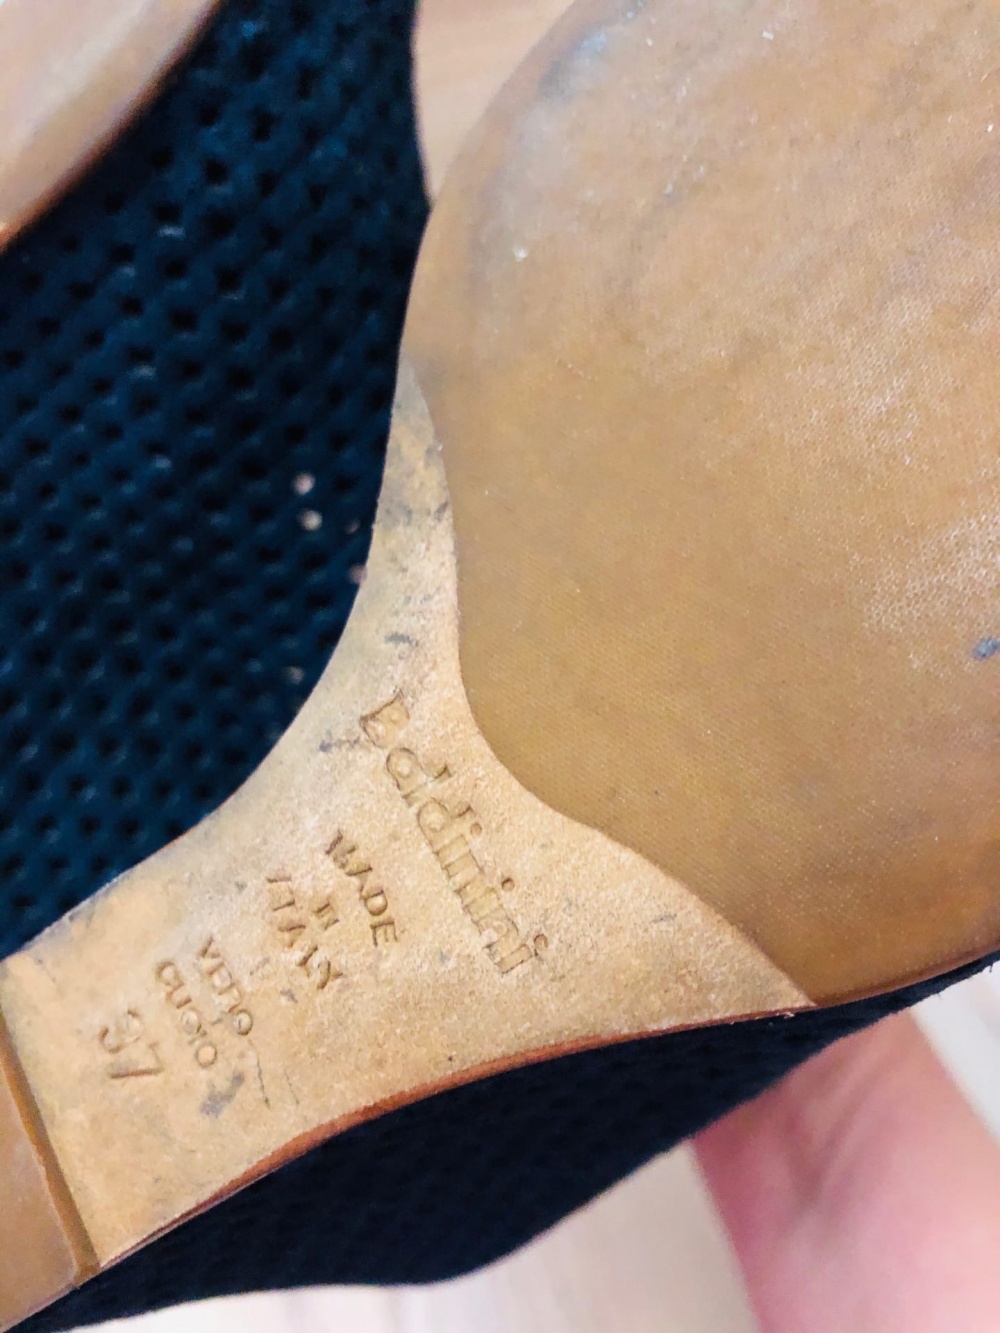 Baldinini
MADE
IN
ITALY
VERO
CUOIO
37